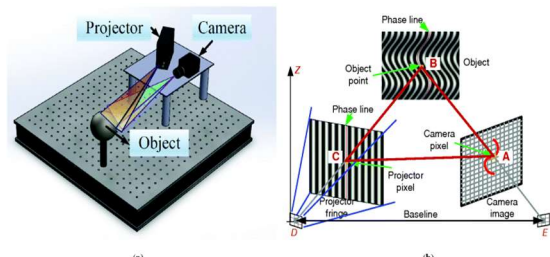 Projector
Camera
Object
(b)
Phase line
B
Object
point
Object
Z
Phase line
Camera
pixel
C
A
Projector
pixel
Projector
fringe
Camera
image
Baseline
D
E